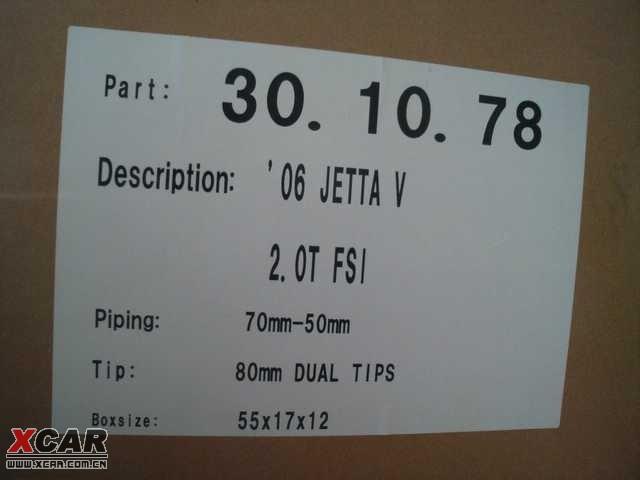 Part: 30. 10. 78
Description: '06 JETTA V
2.0T FSI
Piping: 70mm-50mm
Tip: 80mm DUAL TIPS
Boxsize: 55x17x12
XCAR
WWW.XCAR.COM.CN